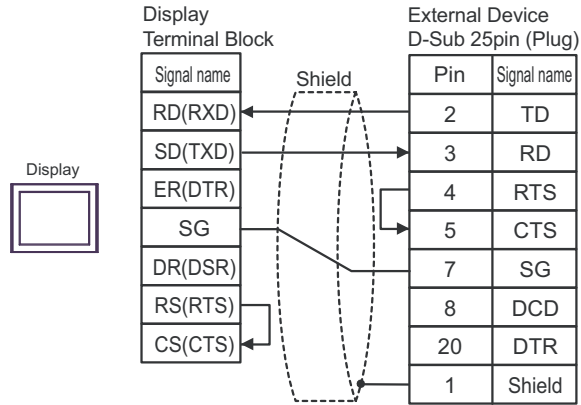 Display
Terminal Block
External Device
D-Sub 25pin (Plug)
Signal name
Shield
Pin
Signal name
RD(RXD)
2
TD
SD(TXD)
3
RD
Display
ER(DTR)
4
RTS
SG
5
CTS
DR(DSR)
7
SG
RS(RTS)
8
DCD
CS(CTS)
20
DTR
1
Shield